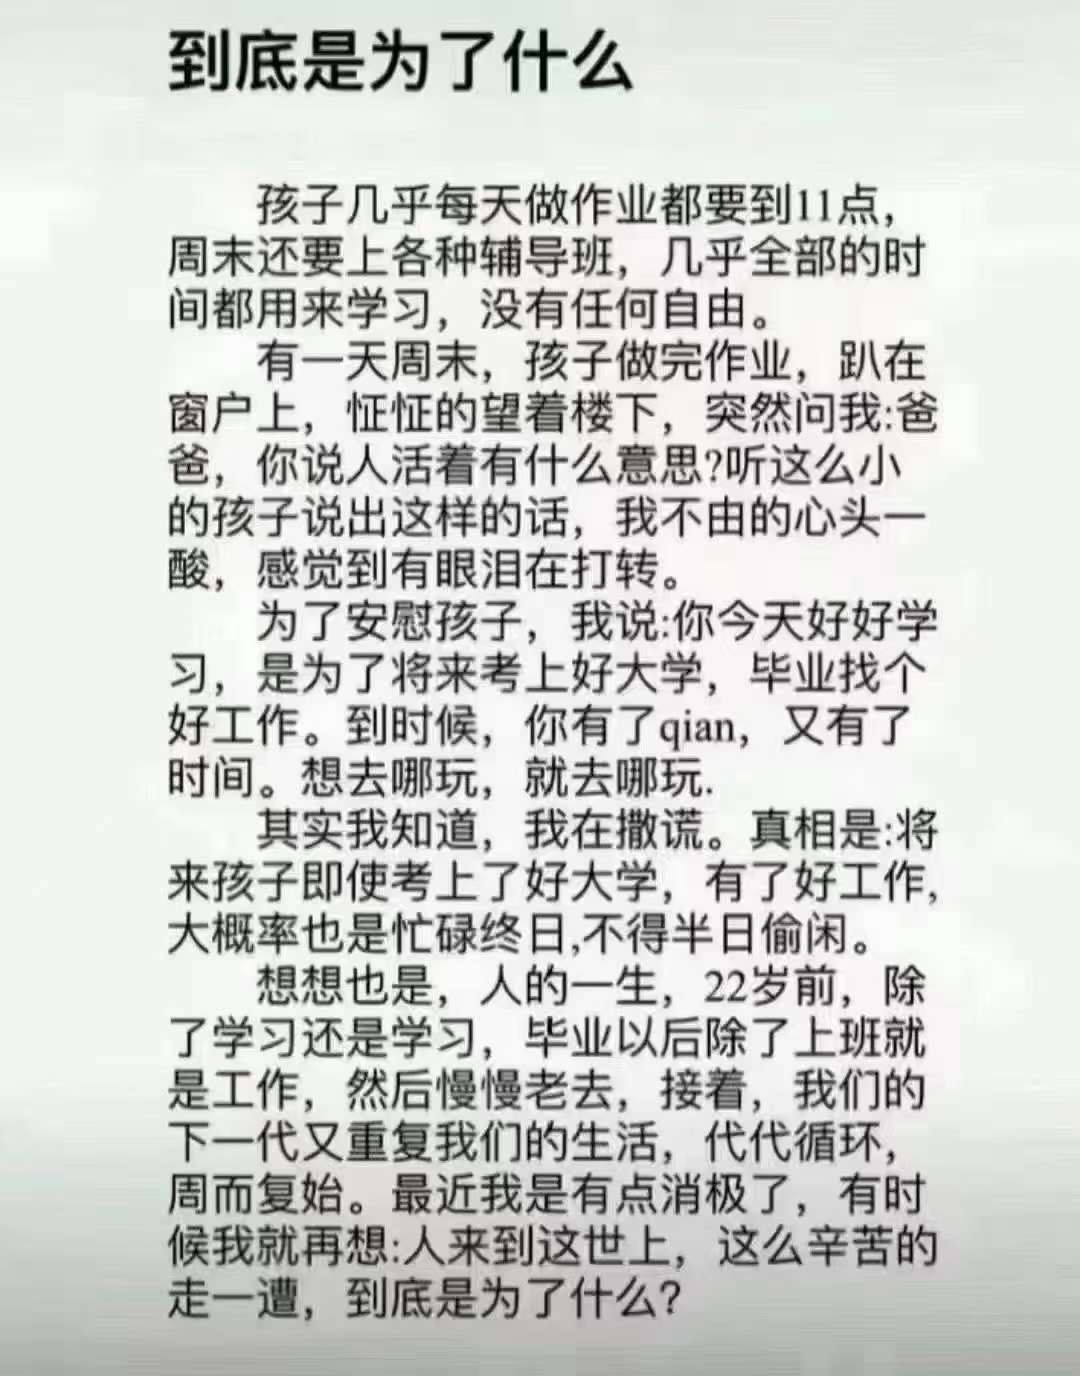 到底是为了什么
孩子几乎每天做作业都要到11点，
周末还要上各种辅导班，几乎全部的时
间都用来学习，没有任何自由。
有一天周末，孩子做完作业，趴在
窗户上，怔怔的望着楼下，突然问我:爸
爸，你说人活着有什么意思?听这么小
的孩子说出这样的话，我不由的心头一
酸，感觉到有眼泪在打转。
为了安慰孩子，我说:你今天好好学
习，是为了将来考上好大学，毕业找个
好工作。到时候，你有了qian，又有了
时间。想去哪玩，就去哪玩.
其实我知道，我在撒谎。真相是:将
来孩子即使考上了好大学，有了好工作,
大概率也是忙碌终日,不得半日偷闲。
想想也是，人的一生，22岁前，除
了学习还是学习，毕业以后除了上班就
是工作，然后慢慢老去，接着，我们的
下一代又重复我们的生活，代代循环，
周而复始。最近我是有点消极了，有时
候我就再想:人来到这世上，这么辛苦的
走一遭，到底是为了什么?